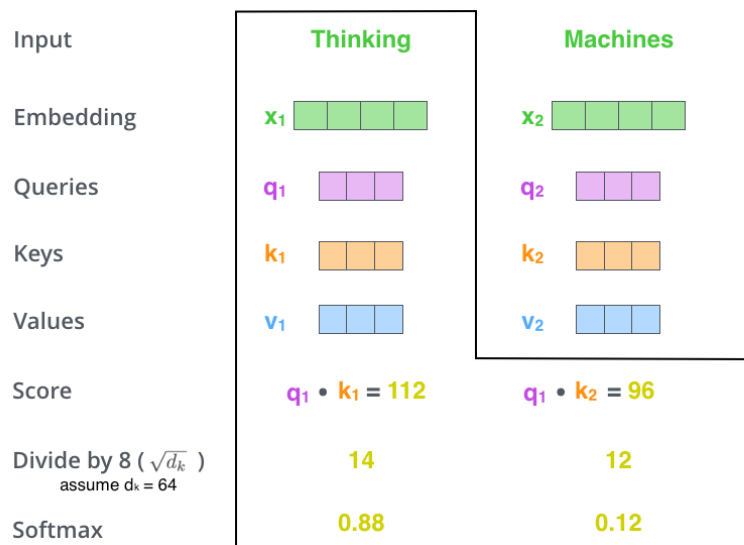 Input Thinking Machines
Embedding x₁ x₂
Queries q₁ q₂
Keys k₁ k₂
Values v₁ v₂
Score q₁ • k₁ = 112 q₁ • k₂ = 96
Divide by 8 ( √dₖ ) 14 12
assume dₖ = 64
Softmax 0.88 0.12